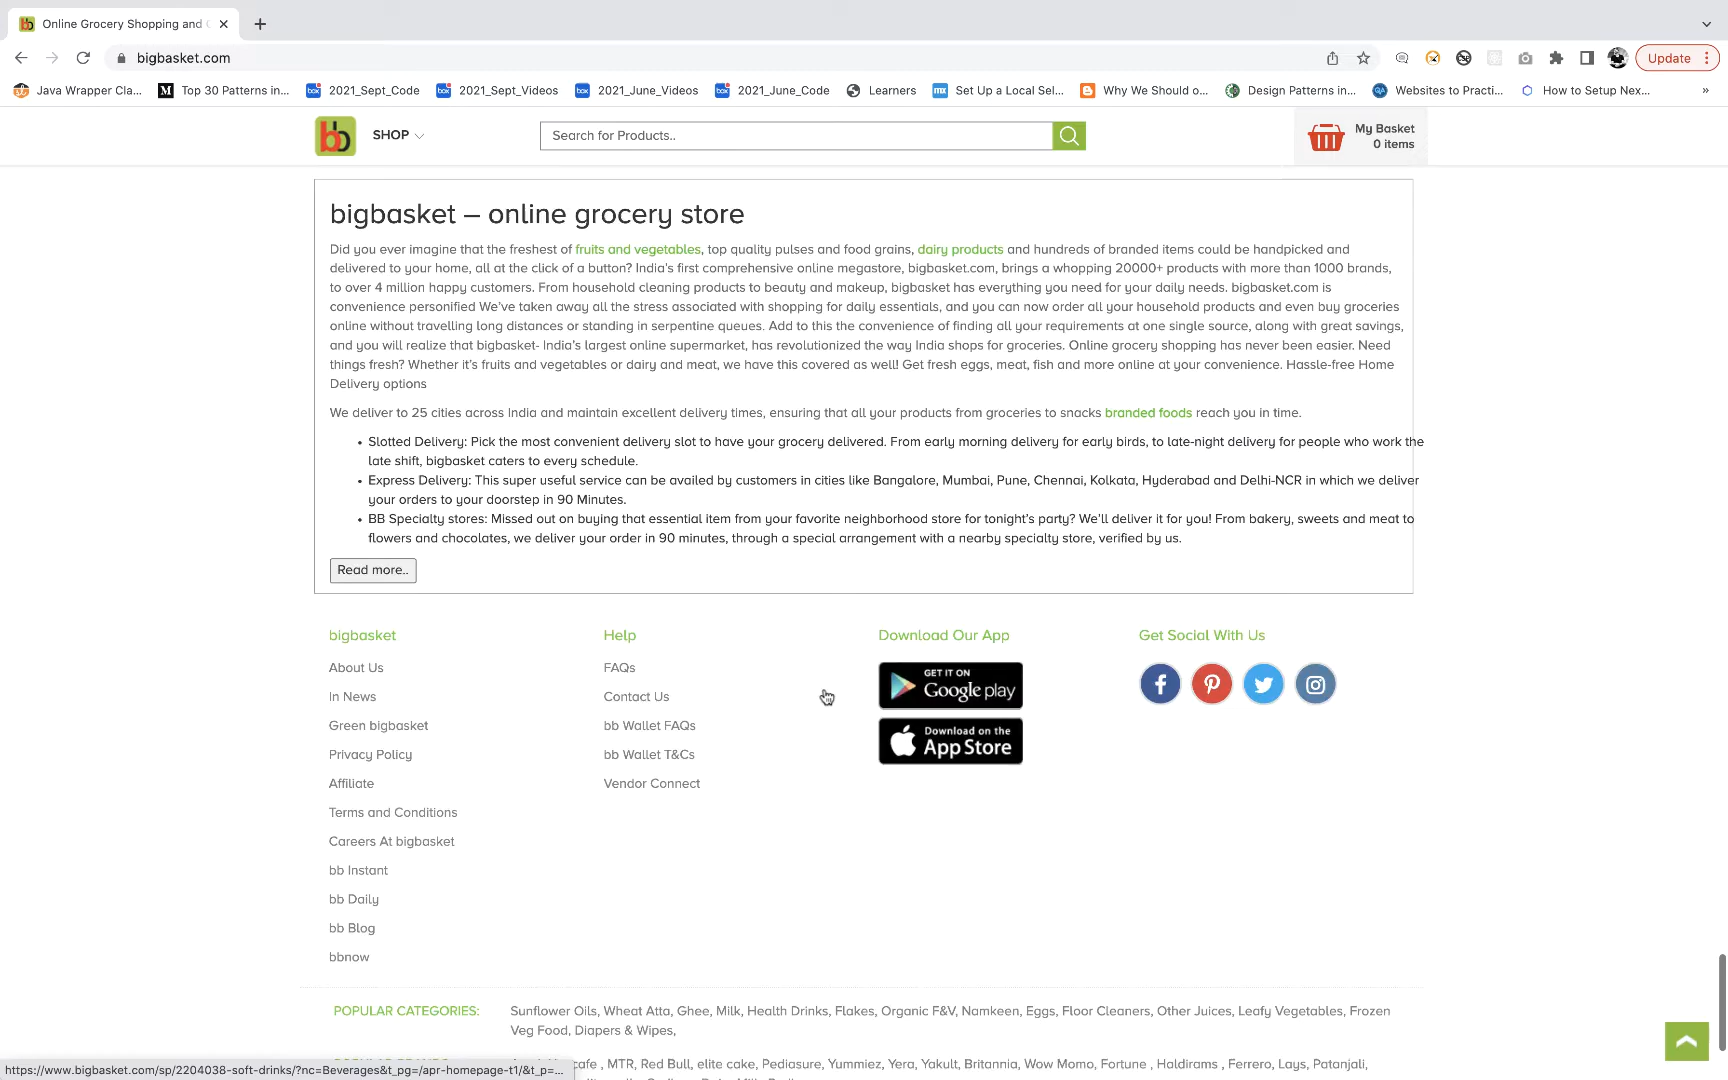 Online Grocery Shopping and
bigbasket.com
Update
Java Wrapper Cla...
Top 30 Patterns in...
2021_Sept_Code
2021_Sept_Videos
2021_June_Videos
2021_June_Code
Learners
Set Up a Local Sel...
Why We Should o...
Design Patterns in...
Websites to Practi...
How to Setup Nex...
»
bb
SHOP
Search for Products..
My Basket
0 items
bigbasket – online grocery store
Did you ever imagine that the freshest of fruits and vegetables, top quality pulses and food grains, dairy products and hundreds of branded items could be handpicked and
delivered to your home, all at the click of a button? India's first comprehensive online megastore, bigbasket.com, brings a whopping 20000+ products with more than 1000 brands,
to over 4 million happy customers. From household cleaning products to beauty and makeup, bigbasket has everything you need for your daily needs. bigbasket.com is
convenience personified We've taken away all the stress associated with shopping for daily essentials, and you can now order all your household products and even buy groceries
online without travelling long distances or standing in serpentine queues. Add to this the convenience of finding all your requirements at one single source, along with great savings,
and you will realize that bigbasket- India's largest online supermarket, has revolutionized the way India shops for groceries. Online grocery shopping has never been easier. Need
things fresh? Whether it's fruits and vegetables or dairy and meat, we have this covered as well! Get fresh eggs, meat, fish and more online at your convenience. Hassle-free Home
Delivery options
We deliver to 25 cities across India and maintain excellent delivery times, ensuring that all your products from groceries to snacks branded foods reach you in time.
• Slotted Delivery: Pick the most convenient delivery slot to have your grocery delivered. From early morning delivery for early birds, to late-night delivery for people who work the
late shift, bigbasket caters to every schedule.
• Express Delivery: This super useful service can be availed by customers in cities like Bangalore, Mumbai, Pune, Chennai, Kolkata, Hyderabad and Delhi-NCR in which we deliver
your orders to your doorstep in 90 Minutes.
• BB Specialty stores: Missed out on buying that essential item from your favorite neighborhood store for tonight's party? We'll deliver it for you! From bakery, sweets and meat to
flowers and chocolates, we deliver your order in 90 minutes, through a special arrangement with a nearby specialty store, verified by us.
Read more..
bigbasket
About Us
In News
Green bigbasket
Privacy Policy
Affiliate
Terms and Conditions
Careers At bigbasket
bb Instant
bb Daily
bb Blog
bbnow
Help
FAQs
Contact Us
bb Wallet FAQs
bb Wallet T&Cs
Vendor Connect
Download Our App
GET IT ON
Google play
Download on the
App Store
Get Social With Us
POPULAR CATEGORIES:
Sunflower Oils, Wheat Atta, Ghee, Milk, Health Drinks, Flakes, Organic F&V, Namkeen, Eggs, Floor Cleaners, Other Juices, Leafy Vegetables, Frozen
Veg Food, Diapers & Wipes,
MTR, Red Bull, elite cake, Pediasure, Yummiez, Yera, Yakult, Britannia, Wow Momo, Fortune , Haldirams , Ferrero, Lays, Patanjali,
https://www.bigbasket.com/sp/2204038-soft-drinks/?nc=Beverages&t_pg=/apr-homepage-t1/&t_p=...